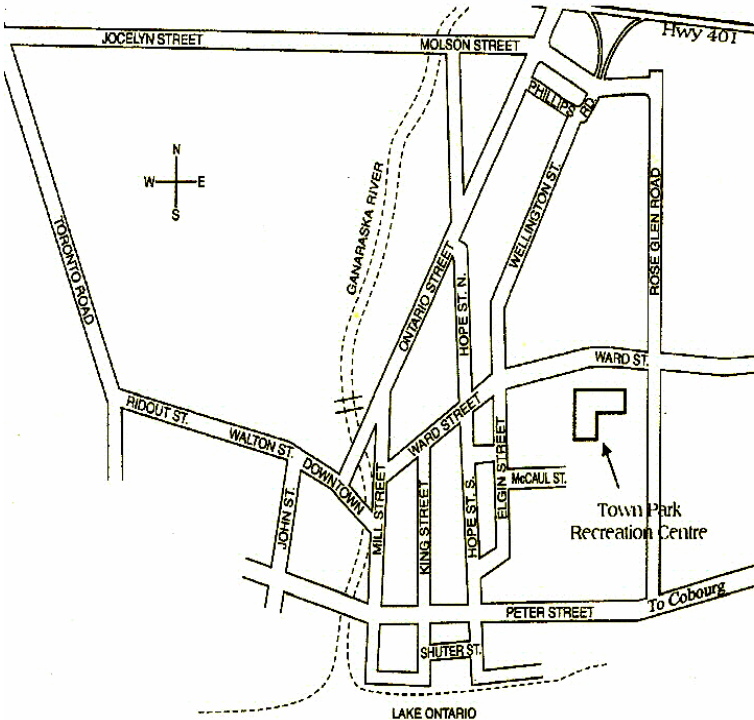 Hwy 401
JOCELYN STREET
MOLSON STREET
PHILLIPS RD
N
W E
S
GANARASKA RIVER
WELLINGTON ST.
ROSE GLEN ROAD
TORONTO ROAD
ONTARIO STREET
HOPE ST. N.
WARD ST.
RIDOUT ST.
WALTON ST.
DOWNTOWN
WARD STREET
ELGIN STREET
McCAUL ST.
MILL STREET
KING STREET
HOPE ST. S.
JOHN ST.
Town Park
Recreation Centre
PETER STREET
To Cobourg
SHUTER ST.
LAKE ONTARIO